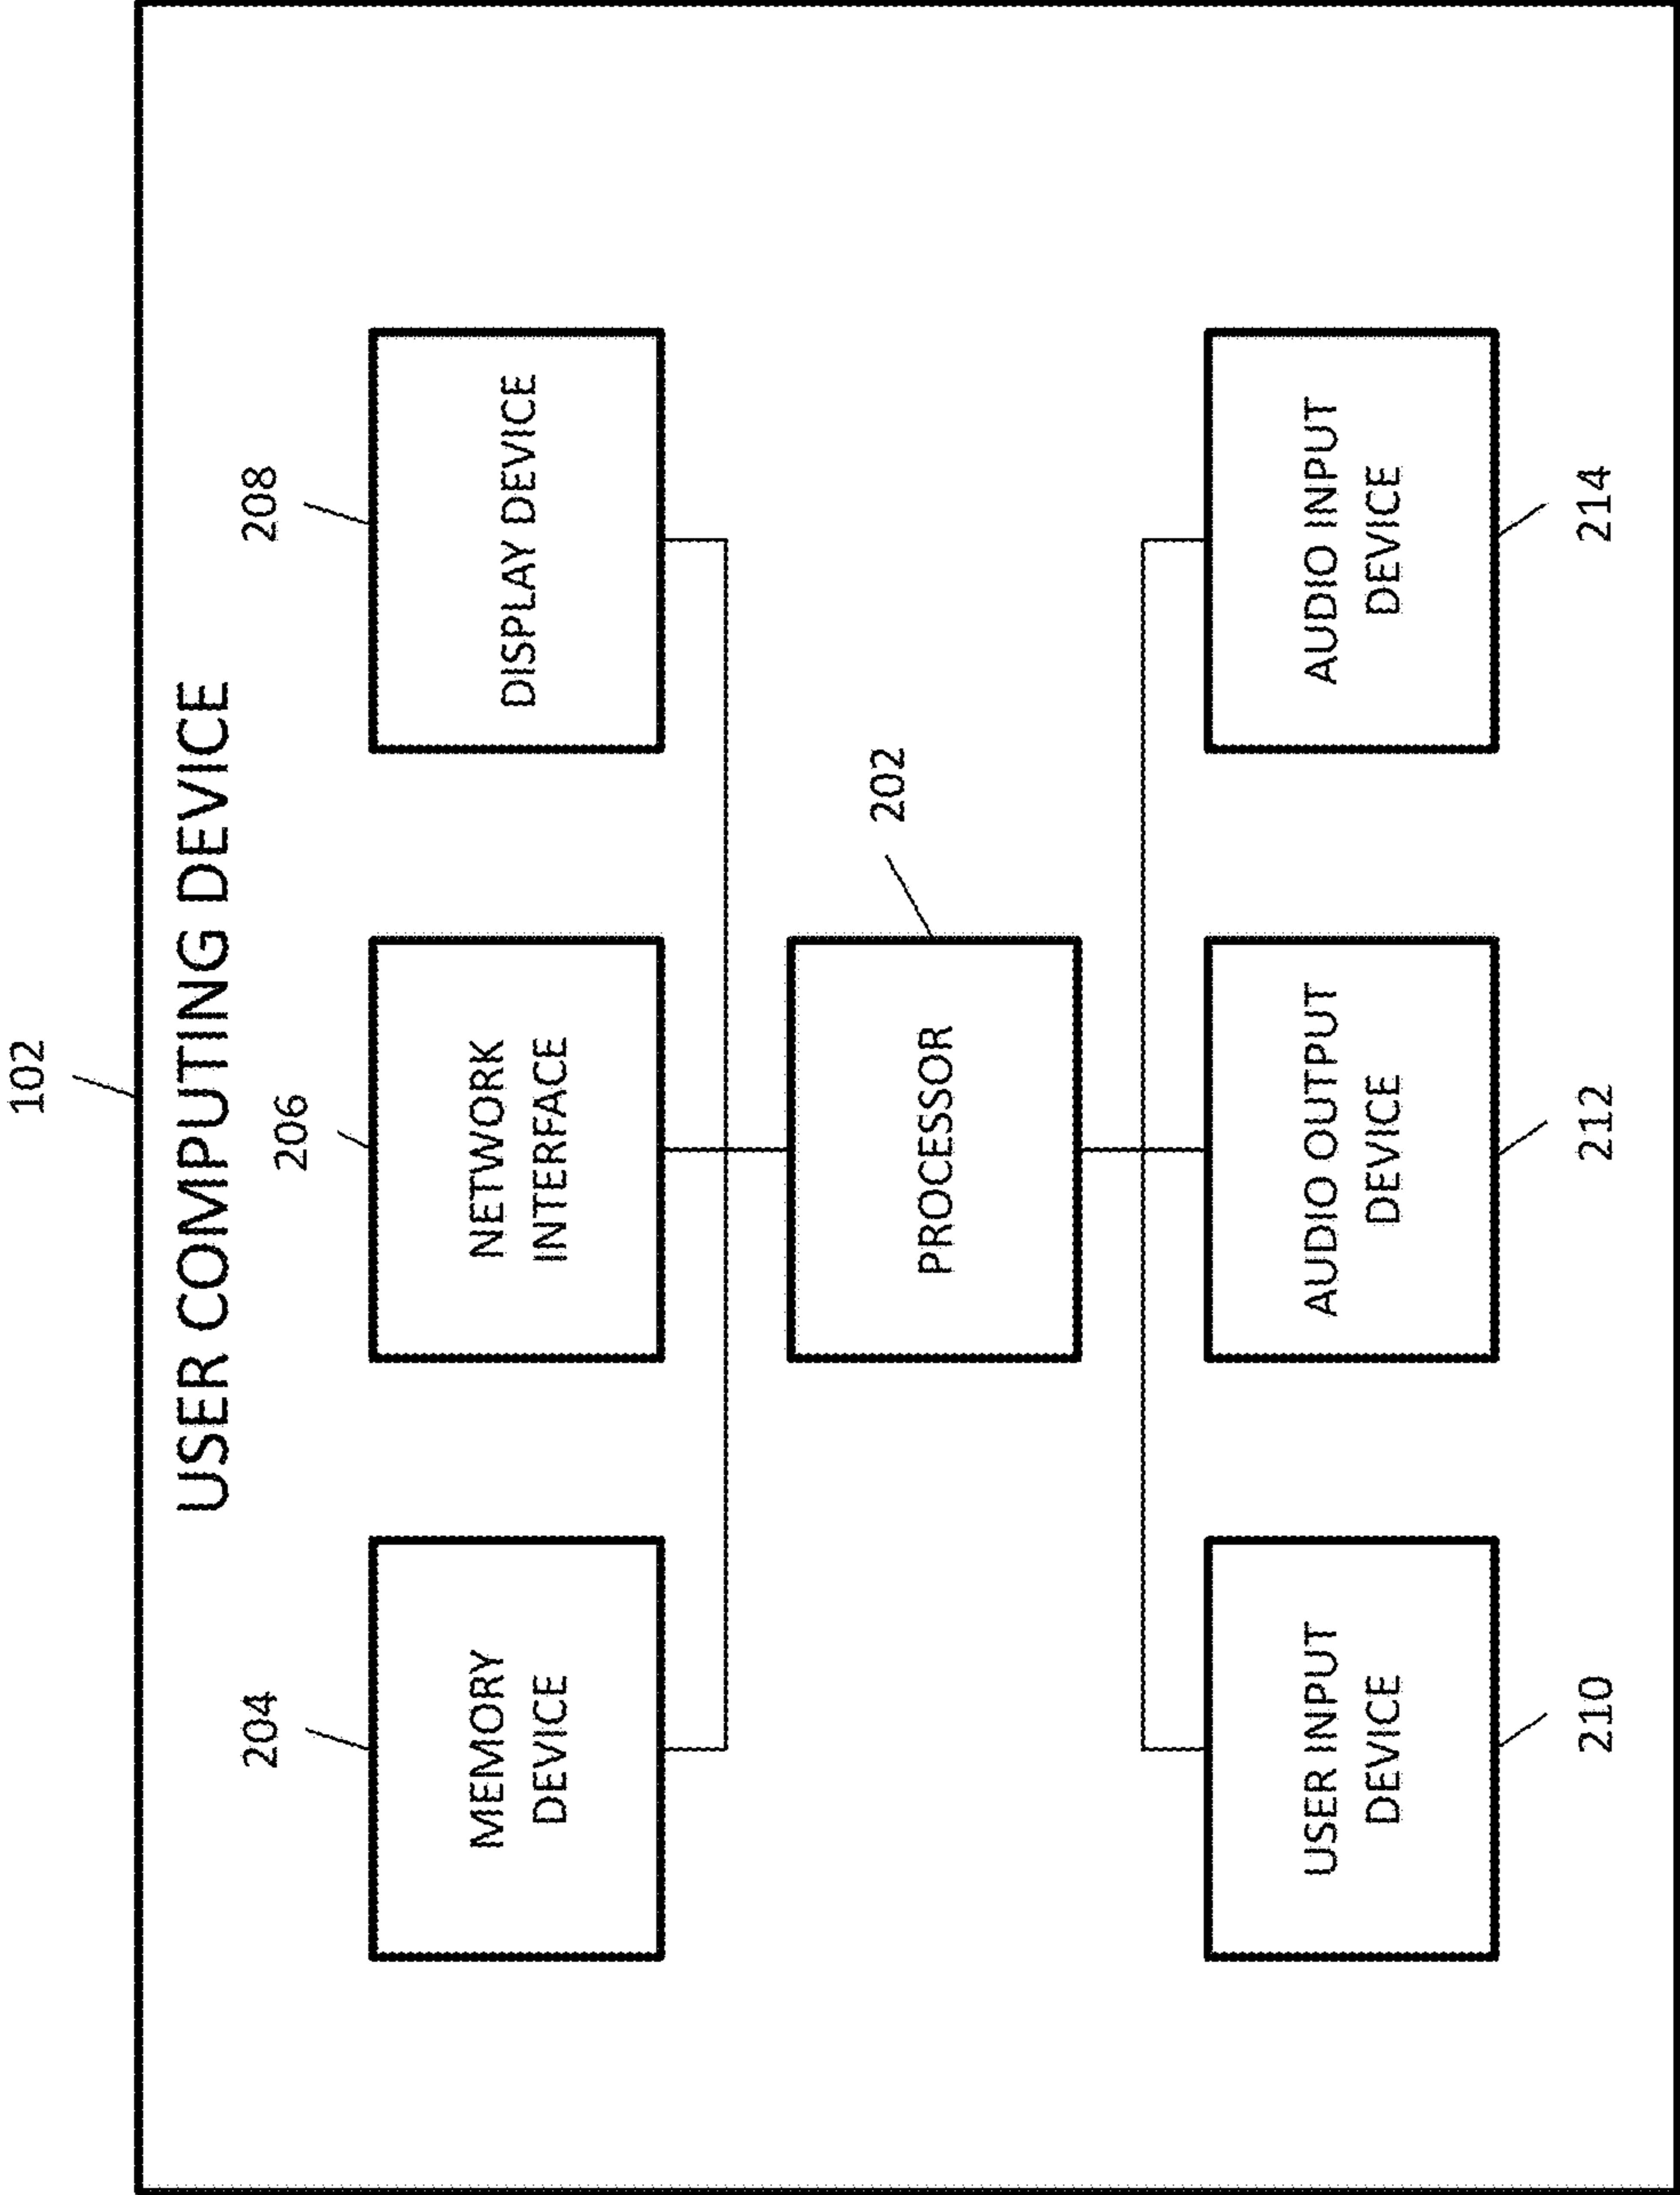 102
USER COMPUTING DEVICE
204
206
208
MEMORY
DEVICE
NETWORK
INTERFACE
DISPLAY DEVICE
202
PROCESSOR
USER INPUT
DEVICE
AUDIO OUTPUT
DEVICE
AUDIO INPUT
DEVICE
210
212
214